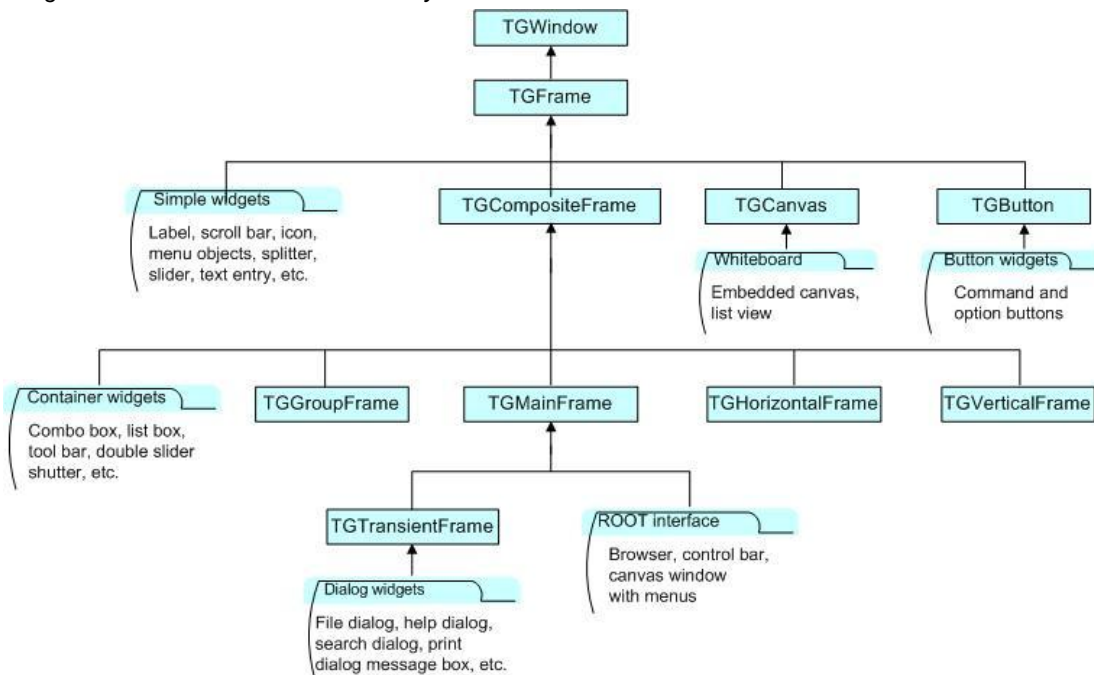 TGWindow
TGFrame
Simple widgets
Label, scroll bar, icon,
menu objects, splitter,
slider, text entry, etc.
TGCompositeFrame
TGCanvas
TGButton
Whiteboard
Embedded canvas,
list view
Button widgets
Command and
option buttons
Container widgets
Combo box, list box,
tool bar, double slider
shutter, etc.
TGGroupFrame
TGMainFrame
TGHorizontalFrame
TGVerticalFrame
TGTransientFrame
ROOT interface
Browser, control bar,
canvas window
with menus
Dialog widgets
File dialog, help dialog,
search dialog, print
dialog message box, etc.